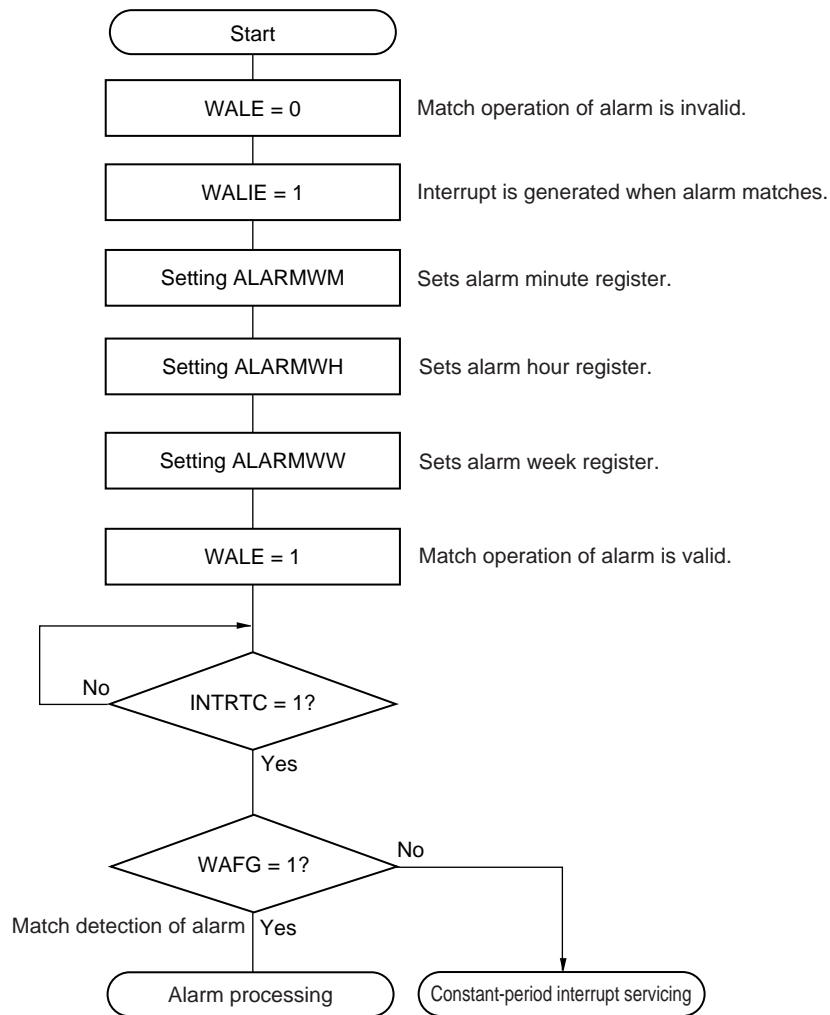 Start
WALE = 0
Match operation of alarm is invalid.
WALIE = 1
Interrupt is generated when alarm matches.
Setting ALARMWM
Sets alarm minute register.
Setting ALARMWH
Sets alarm hour register.
Setting ALARMWW
Sets alarm week register.
WALE = 1
Match operation of alarm is valid.
No
INTRTC = 1?
Yes
WAFG = 1?
No
Match detection of alarm
Yes
Alarm processing
Constant-period interrupt servicing